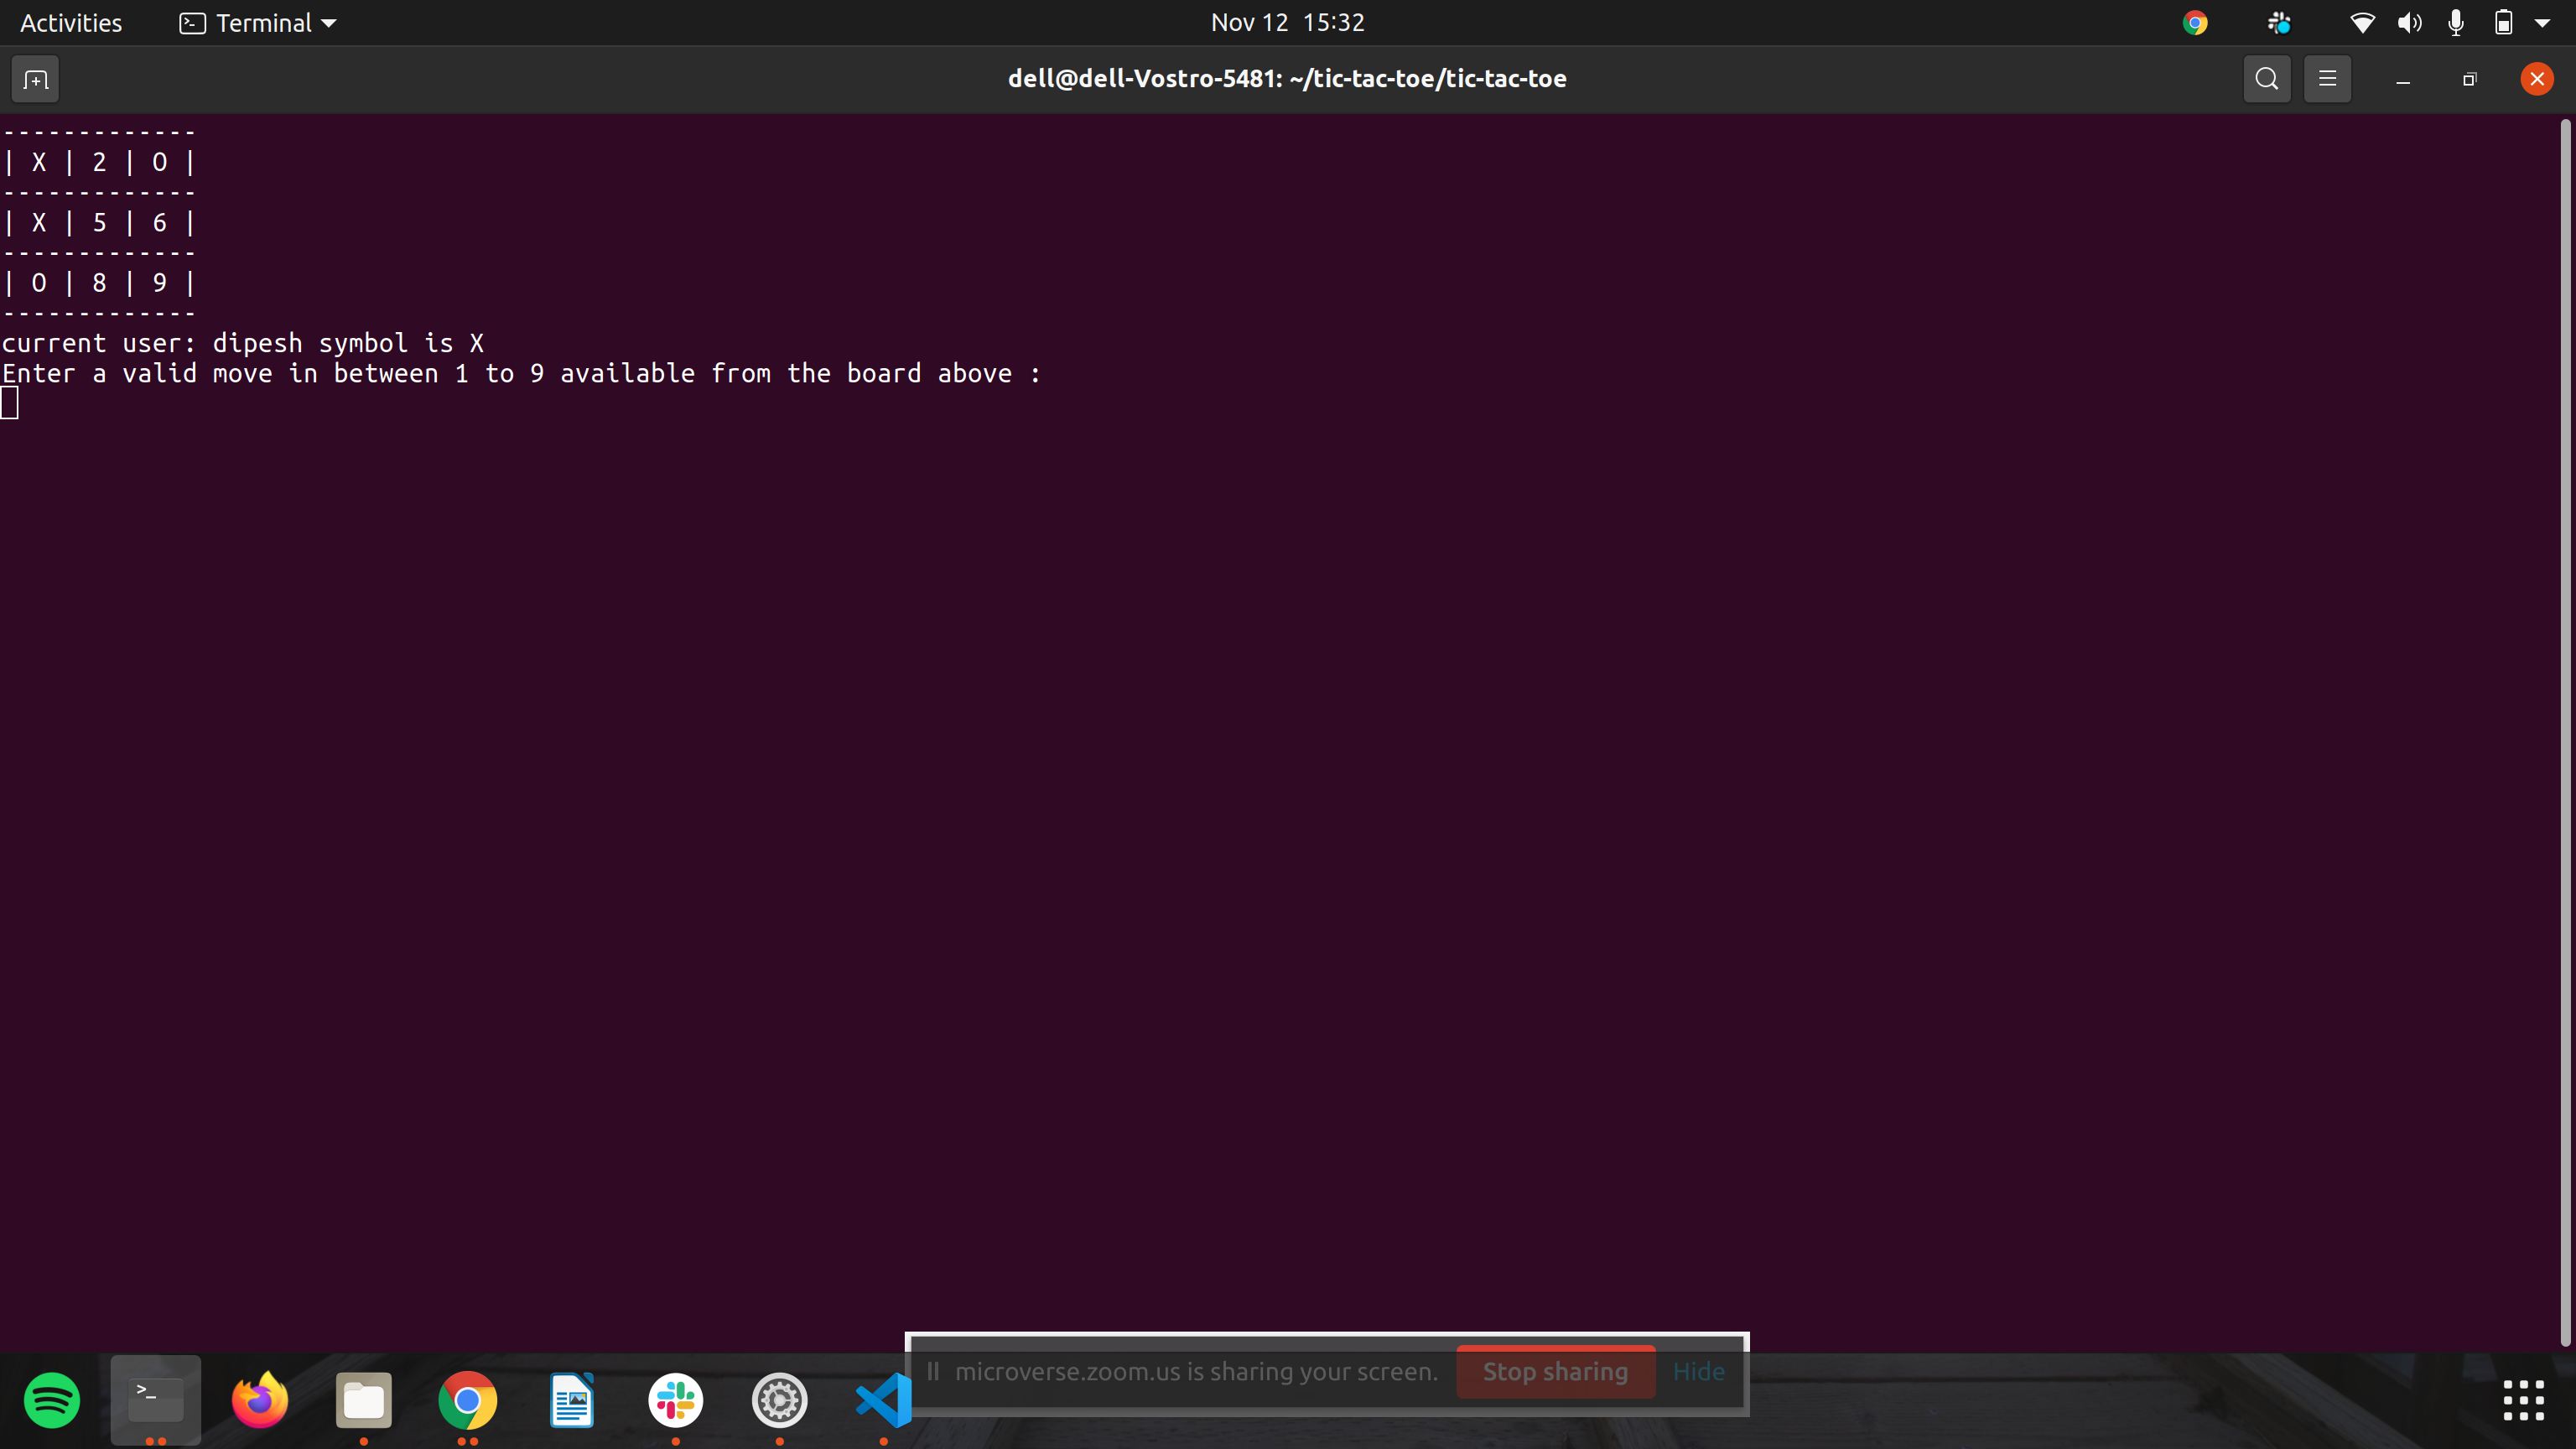 Activities Terminal Nov 12 15:32
dell@dell-Vostro-5481: ~/tic-tac-toe/tic-tac-toe
-------------
| X | 2 | O |
-------------
| X | 5 | 6 |
-------------
| O | 8 | 9 |
-------------
current user: dipesh symbol is X
Enter a valid move in between 1 to 9 available from the board above :
microverse.zoom.us is sharing your screen. Stop sharing Hide